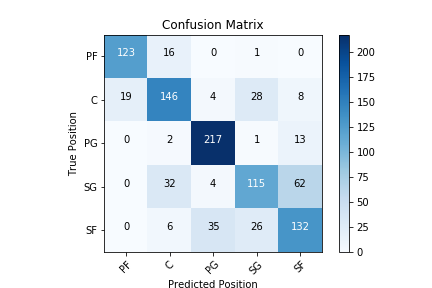 Confusion Matrix
True Position
PF 123 16 0 1 0
C 19 146 4 28 8
PG 0 2 217 1 13
SG 0 32 4 115 62
SF 0 6 35 26 132
PF C PG SG SF
Predicted Position
200
175
150
125
100
75
50
25
0